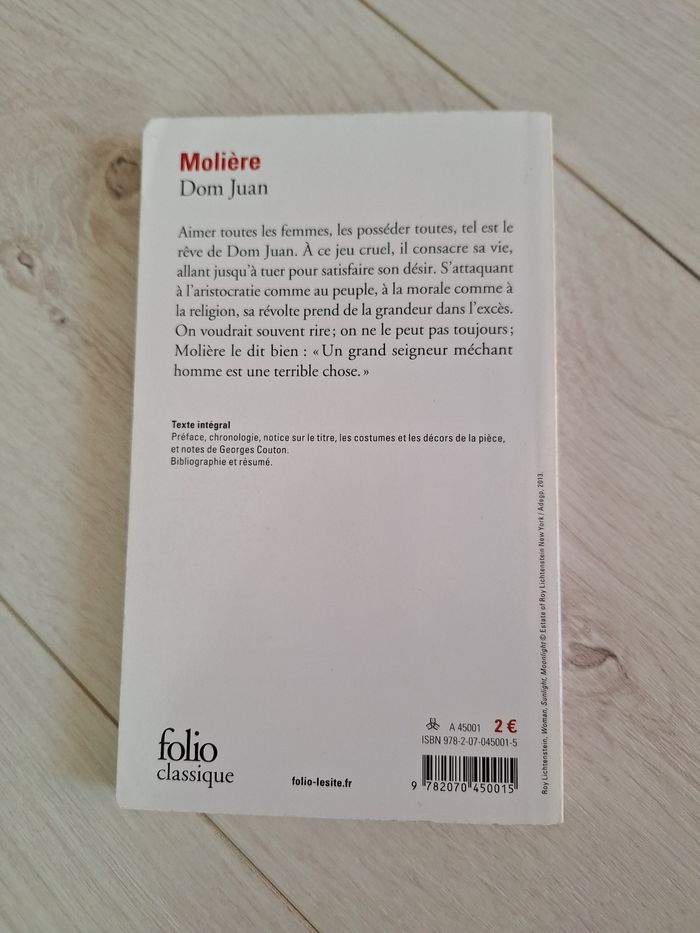 Molière
Dom Juan
Aimer toutes les femmes, les posséder toutes, tel est le
rêve de Dom Juan. À ce jeu cruel, il consacre sa vie,
allant jusqu'à tuer pour satisfaire son désir. S'attaquant
à l'aristocratie comme au peuple, à la morale comme à
la religion, sa révolte prend de la grandeur dans l'excès.
On voudrait souvent rire ; on ne le peut pas toujours ;
Molière le dit bien : « Un grand seigneur méchant
homme est une terrible chose. »
Texte intégral
Préface, chronologie, notice sur le titre, les costumes et les décors de la pièce,
et notes de Georges Couton.
Bibliographie et résumé.
Roy Lichtenstein, Woman, Sunlight, Moonlight © Estate of Roy Lichtenstein New York / Adagp, 2013.
A 45001 2 €
ISBN 978-2-07-045001-5
folio
classique
folio-lesite.fr
9 782070 450015